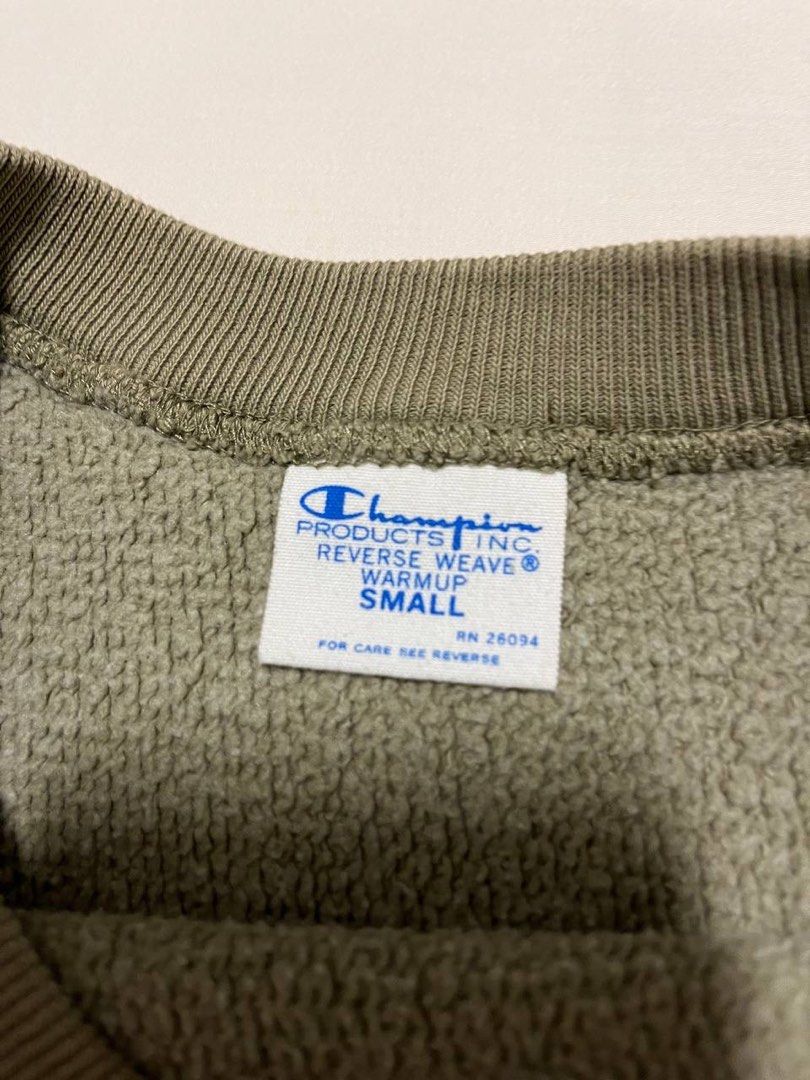 Champion
PRODUCTS INC.
REVERSE WEAVE®
WARMUP
SMALL
RN 26094
FOR CARE SEE REVERSE